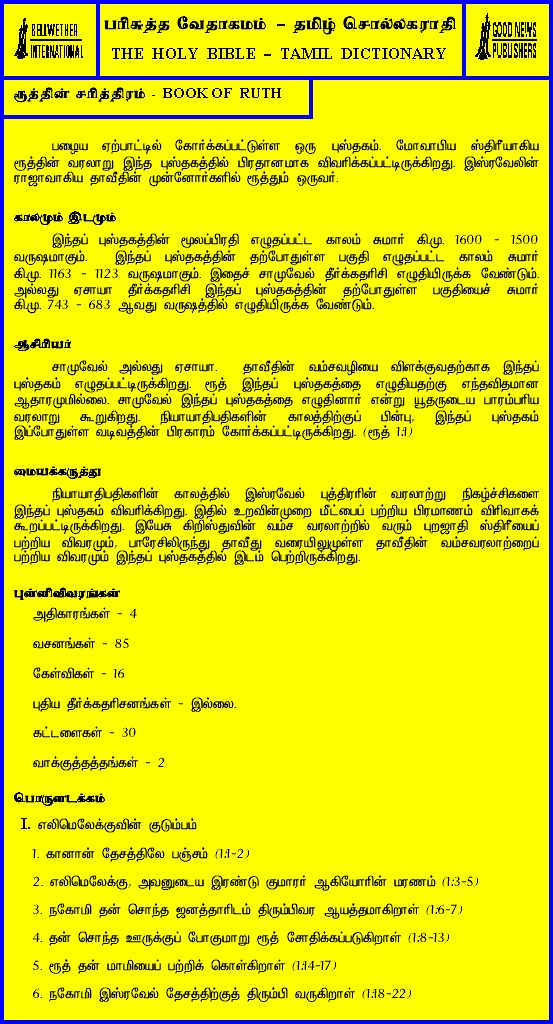 BELLWETHER
INTERNATIONAL
பரிசுத்த வேதாகமம் – தமிழ் சொல்லகராதி
THE HOLY BIBLE – TAMIL DICTIONARY
GOOD NEWS
PUBLISHERS
ரூத்தின் சரித்திரம் - BOOK OF RUTH
பழைய ஏற்பாட்டில் கோர்க்கப்பட்டுள்ள ஒரு புஸ்தகம். மோவாபிய ஸ்திரீயாகிய
ரூத்தின் வரலாறு இந்த புஸ்தகத்தில் பிரதானமாக விவரிக்கப்பட்டிருக்கிறது. இஸ்ரவேலின்
ராஜாவாகிய தாவீதின் முன்னோர்களில் ரூத்தும் ஒருவர்.
காலமும் இடமும்
இந்தப் புஸ்தகத்தின் மூலப்பிரதி எழுதப்பட்ட காலம் சுமார் கி.மு. 1600 - 1500
வருஷமாகும். இந்தப் புஸ்தகத்தின் தற்போதுள்ள பகுதி எழுதப்பட்ட காலம் சுமார்
கி.மு. 1163 - 1123 வருஷமாகும். இதைச் சாமுவேல் தீர்க்கதரிசி எழுதியிருக்க வேண்டும்.
அல்லது ஏசாயா தீர்க்கதரிசி இந்தப் புஸ்தகத்தின் தற்போதுள்ள பகுதியைச் சுமார்
கி.மு. 743 - 683 ஆவது வருஷத்தில் எழுதியிருக்க வேண்டும்.
ஆசிரியர்
சாமுவேல் அல்லது ஏசாயா. தாவீதின் வம்சவழியை விளக்குவதற்காக இந்தப்
புஸ்தகம் எழுதப்பட்டிருக்கிறது. ரூத் இந்தப் புஸ்தகத்தை எழுதியதற்கு எந்தவிதமான
ஆதாரமுமில்லை. சாமுவேல் இந்தப் புஸ்தகத்தை எழுதினார் என்று யூதருடைய பாரம்பரிய
வரலாறு கூறுகிறது. நியாயாதிபதிகளின் காலத்திற்குப் பின்பு, இந்தப் புஸ்தகம்
இப்போதுள்ள வடிவத்தின் பிரகாரம் கோர்க்கப்பட்டிருக்கிறது. (ரூத் 1:1)
மையக்கருத்து
நியாயாதிபதிகளின் காலத்தில் இஸ்ரவேல் புத்திரரின் வரலாற்று நிகழ்ச்சிகளை
இந்தப் புஸ்தகம் விவரிக்கிறது. இதில் உறவின்முறை மீட்பைப் பற்றிய பிரமாணம் விரிவாகக்
கூறப்பட்டிருக்கிறது. இயேசு கிறிஸ்துவின் வம்ச வரலாற்றில் வரும் புறஜாதி ஸ்திரீயைப்
பற்றிய விவரமும், பாரேசிலிருந்து தாவீது வரையிலுமுள்ள தாவீதின் வம்சவரலாற்றைப்
பற்றிய விவரமும் இந்தப் புஸ்தகத்தில் இடம் பெற்றிருக்கிறது.
புள்ளிவிவரங்கள்
அதிகாரங்கள் - 4
வசனங்கள் - 85
கேள்விகள் - 16
புதிய தீர்க்கதரிசனங்கள் - இல்லை.
கட்டளைகள் - 30
வாக்குத்தத்தங்கள் - 2
பொருளடக்கம்
I. எலிமெலேக்குவின் குடும்பம்
1. கானான் தேசத்திலே பஞ்சம் (1:1-2)
2. எலிமெலேக்கு, அவனுடைய இரண்டு குமாரர் ஆகியோரின் மரணம் (1:3-5)
3. நகோமி தன் சொந்த ஜனத்தாரிடம் திரும்பிவர ஆயத்தமாகிறாள் (1:6-7)
4. தன் சொந்த ஊருக்குப் போகுமாறு ரூத் சோதிக்கப்படுகிறாள் (1:8-13)
5. ரூத் தன் மாமியைப் பற்றிக் கொள்கிறாள் (1:14-17)
6. நகோமி இஸ்ரவேல் தேசத்திற்குத் திரும்பி வருகிறாள் (1:18-22)